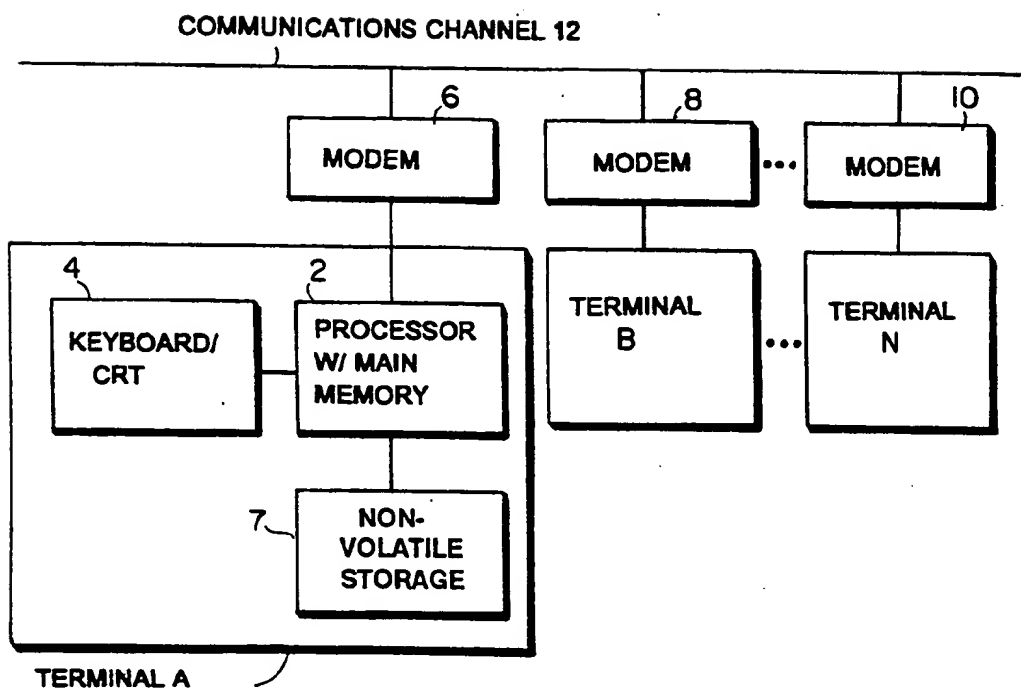 COMMUNICATIONS CHANNEL 12
6
MODEM
8
MODEM
10
MODEM
4
KEYBOARD/
CRT
2
PROCESSOR
W/ MAIN
MEMORY
7
NON-
VOLATILE
STORAGE
TERMINAL A
TERMINAL
B
TERMINAL
N